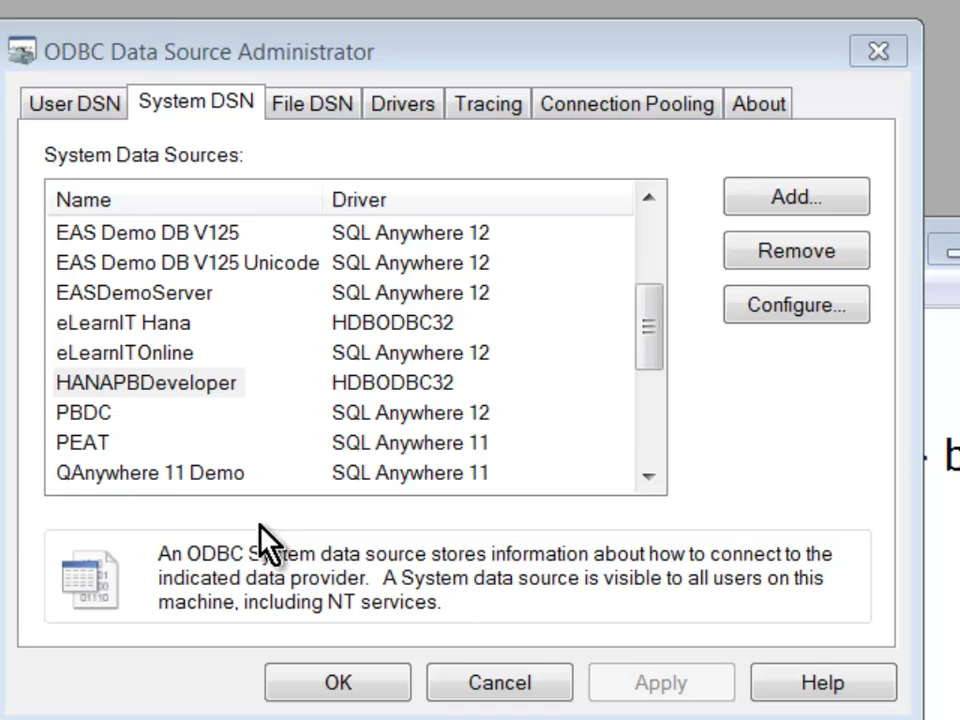 ODBC Data Source Administrator
User DSN System DSN File DSN Drivers Tracing Connection Pooling About
System Data Sources:
Name Driver
EAS Demo DB V125 SQL Anywhere 12
EAS Demo DB V125 Unicode SQL Anywhere 12
EASDemoServer SQL Anywhere 12
eLearnIT Hana HDBODBC32
eLearnITOnline SQL Anywhere 12
HANAPBDeveloper HDBODBC32
PBDC SQL Anywhere 12
PEAT SQL Anywhere 11
QAnywhere 11 Demo SQL Anywhere 11
Add...
Remove
Configure...
An ODBC System data source stores information about how to connect to the
indicated data provider. A System data source is visible to all users on this
machine, including NT services.
OK Cancel Apply Help